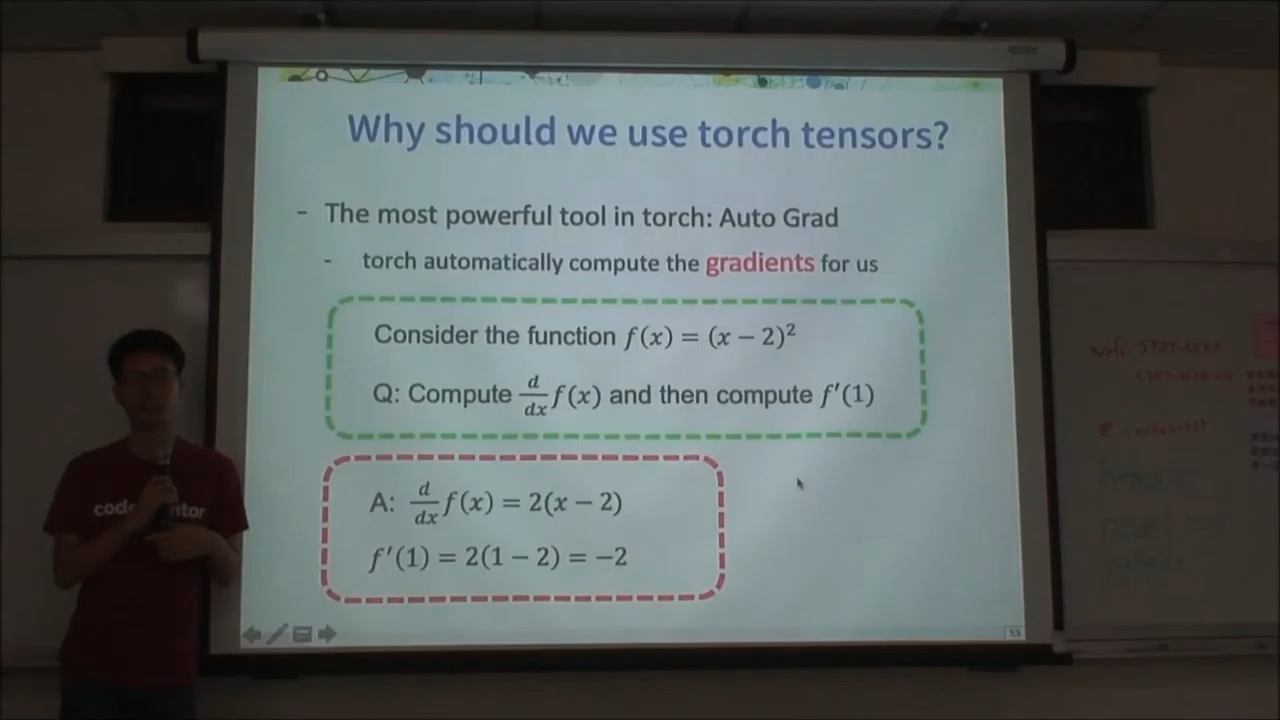 Why should we use torch tensors?
- The most powerful tool in torch: Auto Grad
- torch automatically compute the gradients for us
Consider the function f(x) = (x − 2)²
Q: Compute d/dx f(x) and then compute f′(1)
A: d/dx f(x) = 2(x − 2)
f′(1) = 2(1 − 2) = −2
53